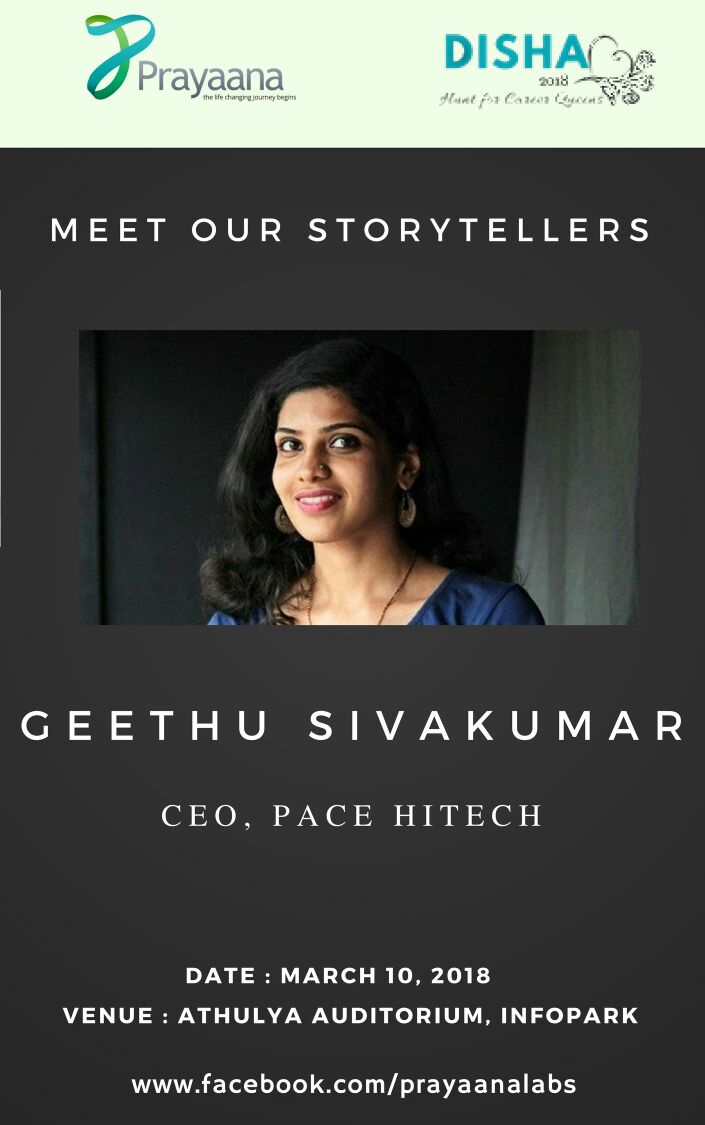 Prayaana
the life changing journey begins
DISHA
2018
Hunt for Career Queens
MEET OUR STORYTELLERS
GEETHU SIVAKUMAR
CEO, PACE HITECH
DATE : MARCH 10, 2018
VENUE : ATHULYA AUDITORIUM, INFOPARK
www.facebook.com/prayaanalabs